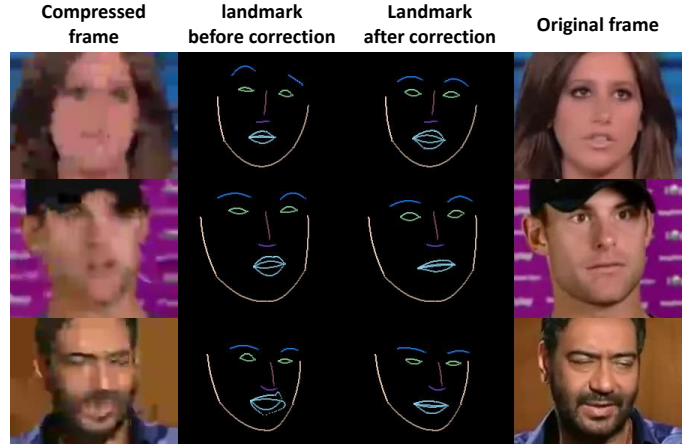 Compressed frame
landmark before correction
Landmark after correction
Original frame